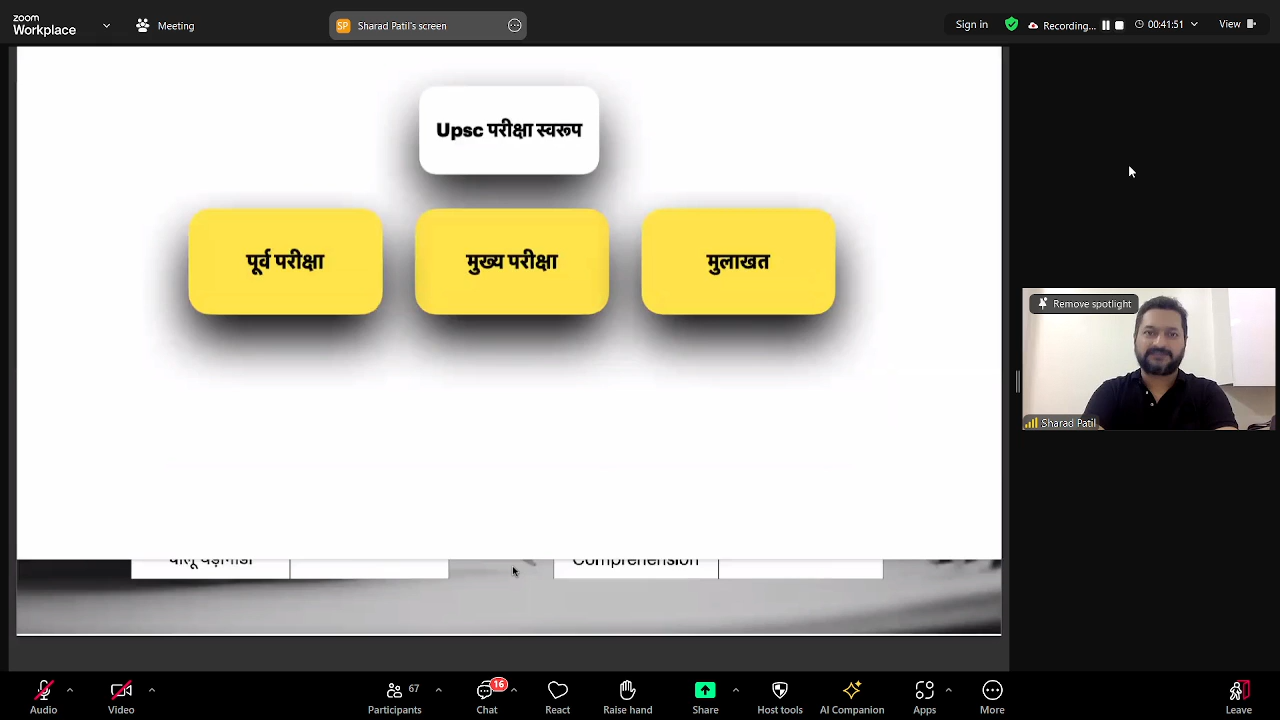 zoom
Workplace
Meeting
SP Sharad Patil's screen
Sign in
Recording...
00:41:51
View
Upsc परीक्षा स्वरूप
पूर्व परीक्षा
मुख्य परीक्षा
मुलाखत
Remove spotlight
Sharad Patil
Comprehension
Audio
Video
67
Participants
16
Chat
React
Raise hand
Share
Host tools
AI Companion
Apps
More
Leave